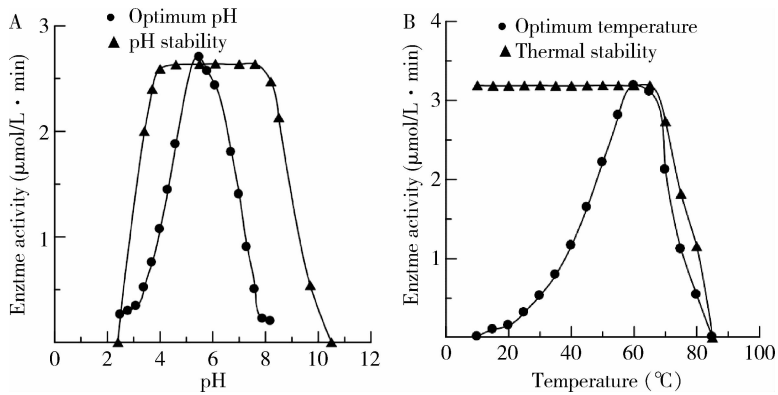 A
Optimum pH
pH stability
Enztme activity (μmol/L · min)
3
2
1
0 2 4 6 8 10 12
pH
B
Optimum temperature
Thermal stability
Enztme activity (μmol/L · min)
4
3
2
1
0 20 40 60 80 100
Temperature (℃)